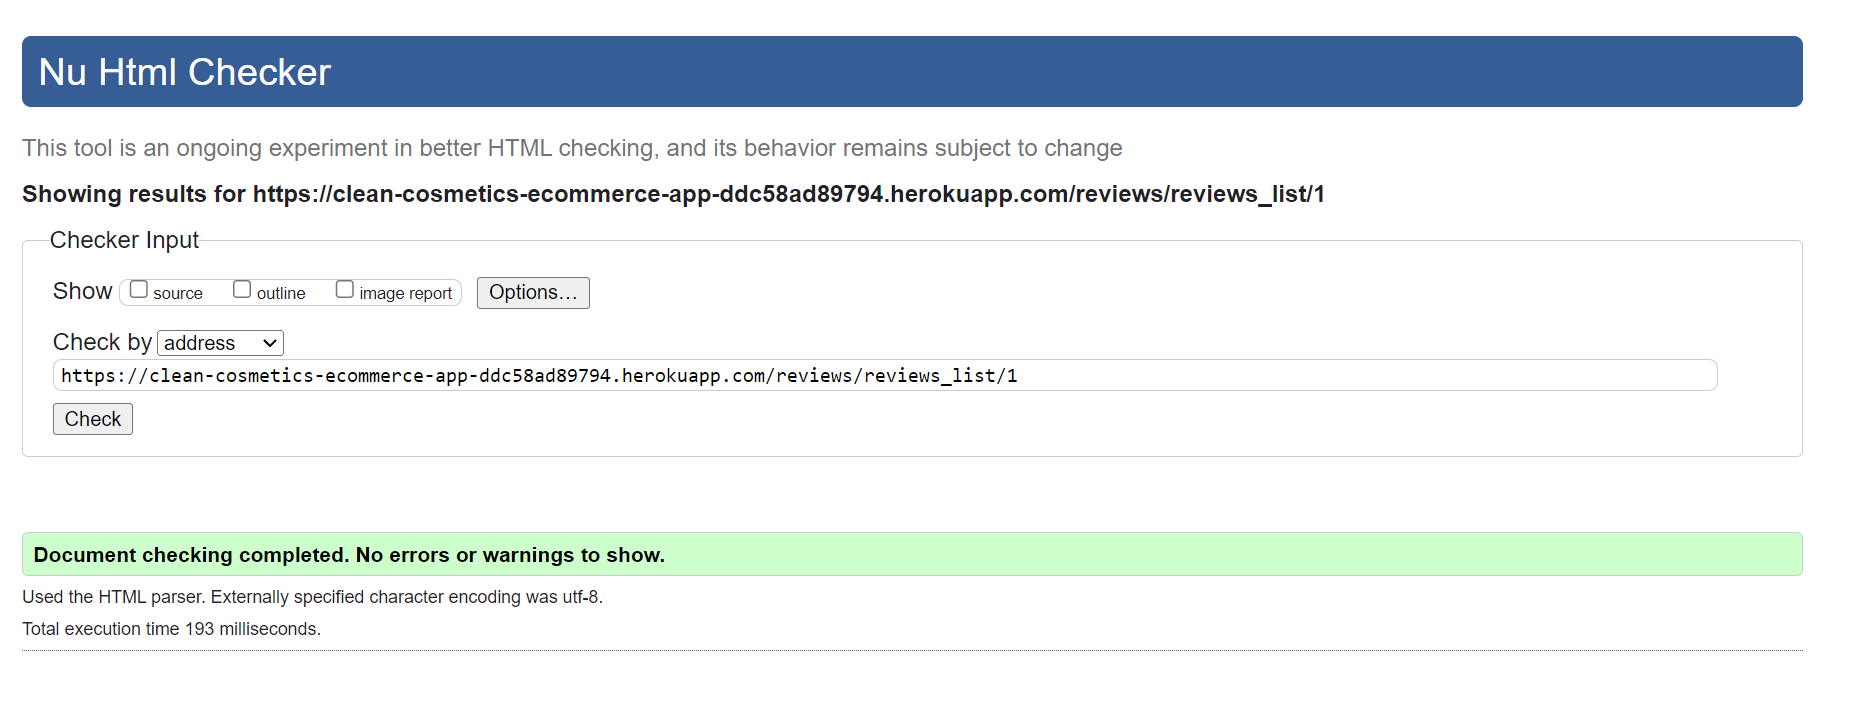 Nu Html Checker
This tool is an ongoing experiment in better HTML checking, and its behavior remains subject to change
Showing results for https://clean-cosmetics-ecommerce-app-ddc58ad89794.herokuapp.com/reviews/reviews_list/1
Checker Input
Show source outline image report Options...
Check by address
https://clean-cosmetics-ecommerce-app-ddc58ad89794.herokuapp.com/reviews/reviews_list/1
Check
Document checking completed. No errors or warnings to show.
Used the HTML parser. Externally specified character encoding was utf-8.
Total execution time 193 milliseconds.